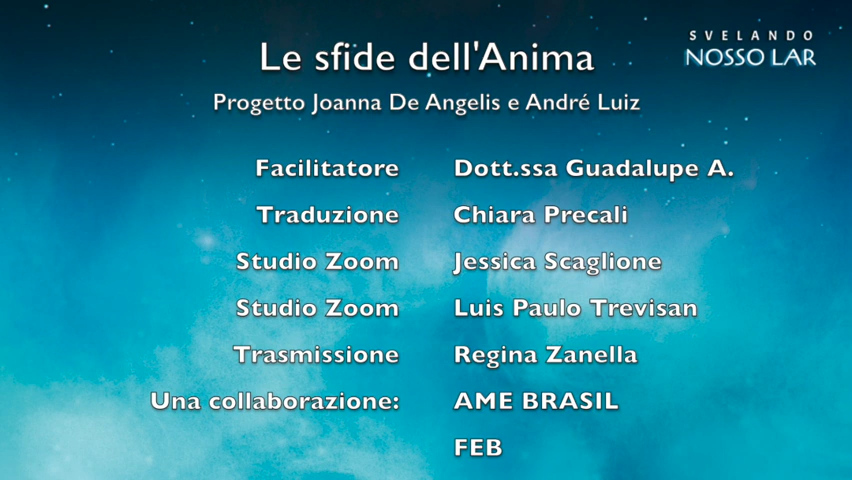 SVELANDO
NOSSO LAR
Le sfide dell'Anima
Progetto Joanna De Angelis e André Luiz
Facilitatore Dott.ssa Guadalupe A.
Traduzione Chiara Precali
Studio Zoom Jessica Scaglione
Studio Zoom Luis Paulo Trevisan
Trasmissione Regina Zanella
Una collaborazione: AME BRASIL
FEB